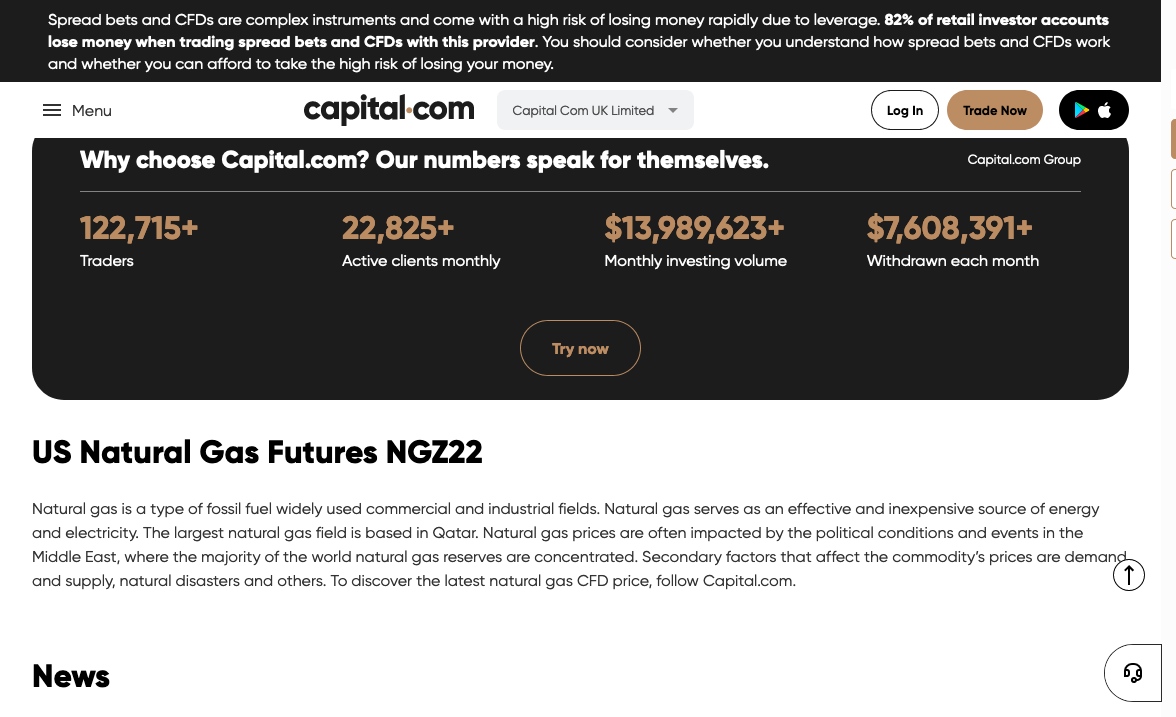 Spread bets and CFDs are complex instruments and come with a high risk of losing money rapidly due to leverage. 82% of retail investor accounts
lose money when trading spread bets and CFDs with this provider. You should consider whether you understand how spread bets and CFDs work
and whether you can afford to take the high risk of losing your money.
Menu
capital.com
Capital Com UK Limited
Log In
Trade Now
Why choose Capital.com? Our numbers speak for themselves.
Capital.com Group
122,715+
Traders
22,825+
Active clients monthly
$13,989,623+
Monthly investing volume
$7,608,391+
Withdrawn each month
Try now
US Natural Gas Futures NGZ22
Natural gas is a type of fossil fuel widely used commercial and industrial fields. Natural gas serves as an effective and inexpensive source of energy
and electricity. The largest natural gas field is based in Qatar. Natural gas prices are often impacted by the political conditions and events in the
Middle East, where the majority of the world natural gas reserves are concentrated. Secondary factors that affect the commodity’s prices are demand
and supply, natural disasters and others. To discover the latest natural gas CFD price, follow Capital.com.
News